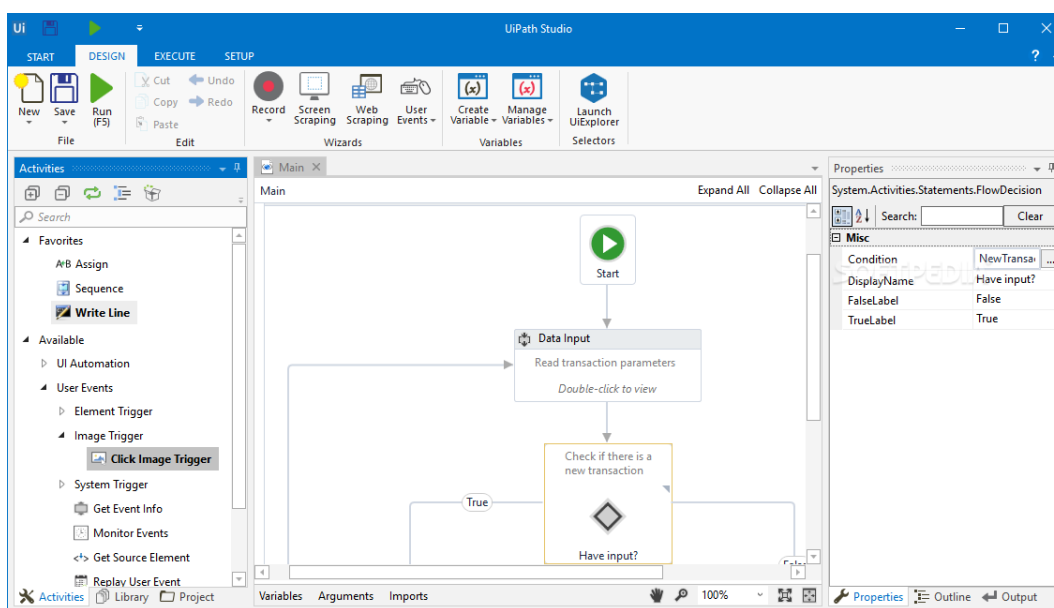 Ui
UiPath Studio
START DESIGN EXECUTE SETUP ?
New Save Run (F5)
File
Cut Undo
Copy Redo
Paste
Edit
Record Screen Scraping Web Scraping User Events
Wizards
Create Variable Manage Variables
Variables
Launch UiExplorer
Selectors
Activities
Search
Favorites
A+B Assign
Sequence
Write Line
Available
UI Automation
User Events
Element Trigger
Image Trigger
Click Image Trigger
System Trigger
Get Event Info
Monitor Events
Get Source Element
Replay User Event
Activities Library Project
Main
Main Expand All Collapse All
Start
Data Input
Read transaction parameters
Double-click to view
Check if there is a
new transaction
True
Have input?
False
Variables Arguments Imports 100%
Properties
System.Activities.Statements.FlowDecision
Search: Clear
Misc
Condition NewTransa ...
SOFTPEDIA
DisplayName Have input?
FalseLabel False
TrueLabel True
Properties Outline Output